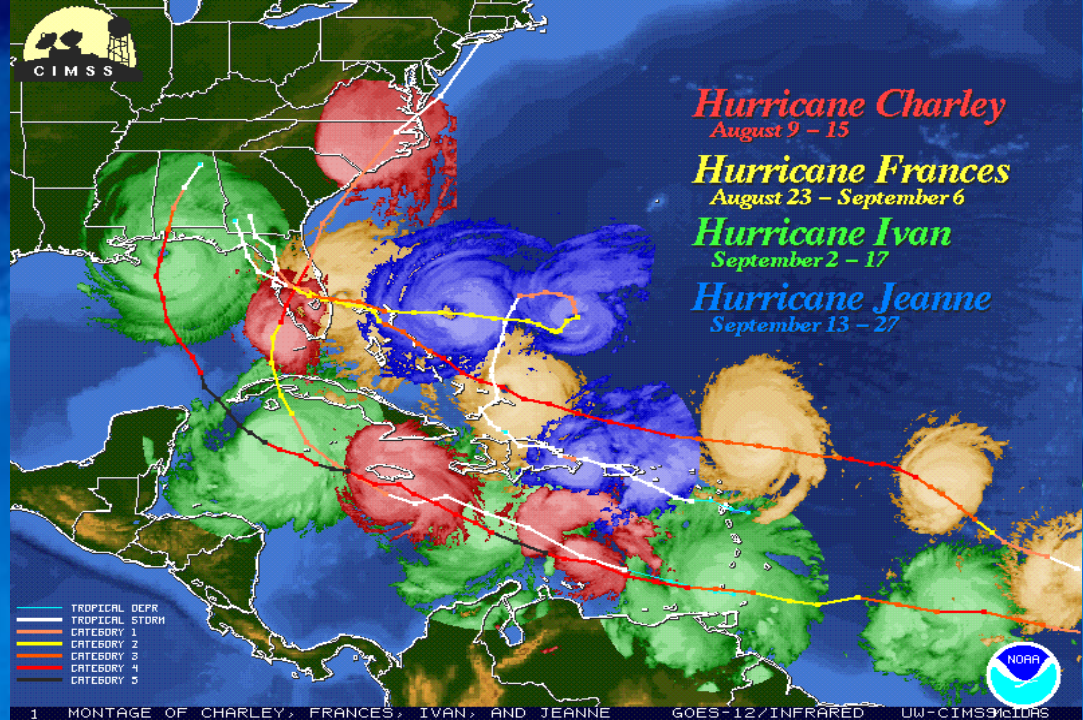 CIMSS
Hurricane Charley
August 9 – 15
Hurricane Frances
August 23 – September 6
Hurricane Ivan
September 2 – 17
Hurricane Jeanne
September 13 – 27
TROPICAL DEPR
TROPICAL STORM
CATEGORY 1
CATEGORY 2
CATEGORY 3
CATEGORY 4
CATEGORY 5
NOAA
1 MONTAGE OF CHARLEY, FRANCES, IVAN, AND JEANNE GOES-12/INFRARED UW-CIMSS McIDAS